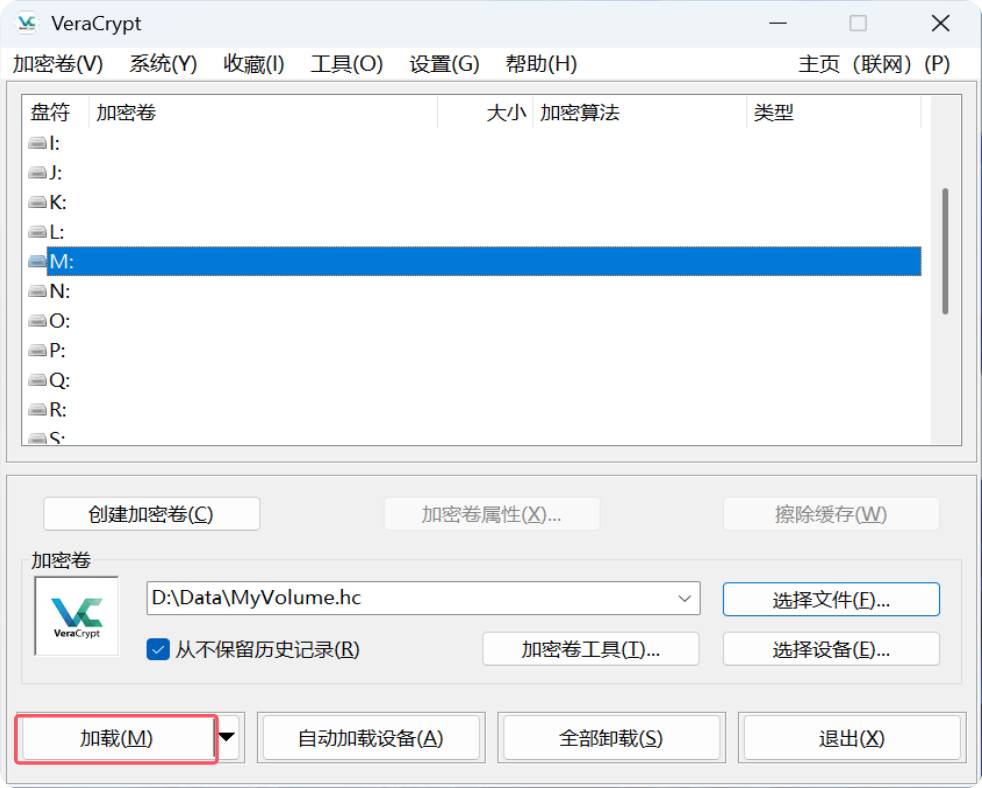 VeraCrypt
加密卷(V) 系统(Y) 收藏(I) 工具(O) 设置(G) 帮助(H) 主页（联网）(P)
盘符 加密卷 大小 加密算法 类型
I:
J:
K:
L:
M:
N:
O:
P:
Q:
R:
S:
创建加密卷(C) 加密卷属性(X)... 擦除缓存(W)
加密卷
VeraCrypt
D:\Data\MyVolume.hc 选择文件(F)...
从不保留历史记录(R) 加密卷工具(T)... 选择设备(E)...
加载(M) 自动加载设备(A) 全部卸载(S) 退出(X)